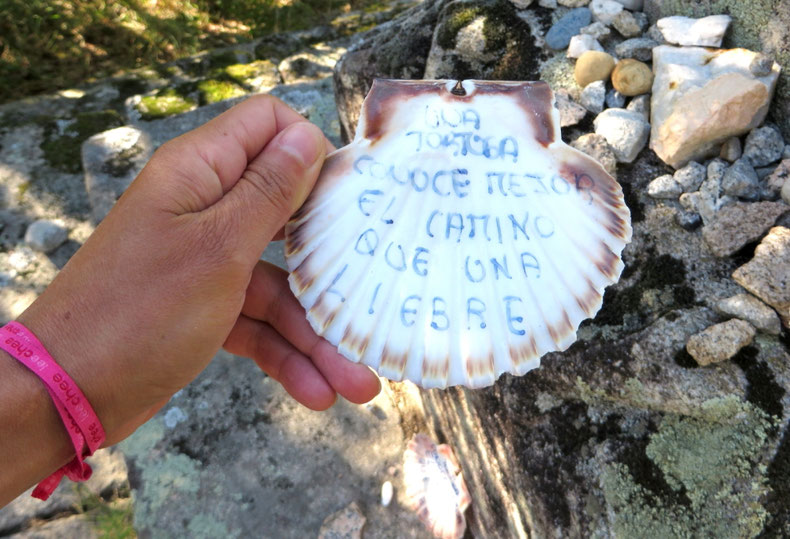 UNA
TORTUGA
CONOCE MEJOR
EL CAMINO
QUE UNA
LIEBRE